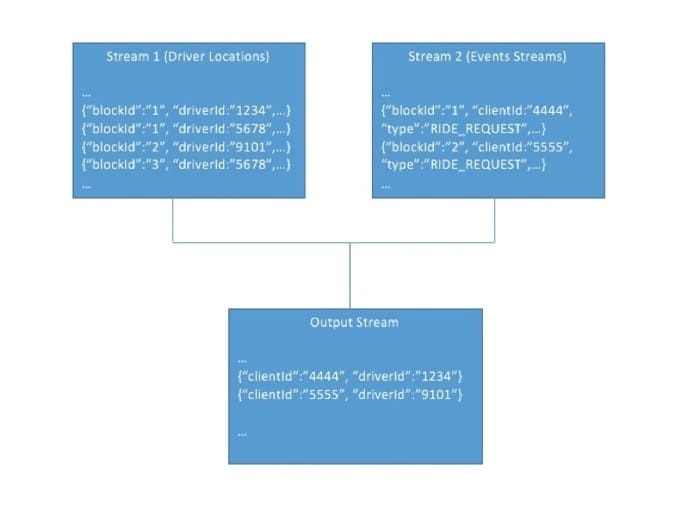 Stream 1 (Driver Locations)
...
{“blockId”:”1”, “driverId:”1234”,...}
{“blockId”:”1”, “driverId:”5678”,...}
{“blockId”:”2”, “driverId:”9101”,...}
{“blockId”:”3”, “driverId:”5678”,...}
...
Stream 2 (Events Streams)
...
{“blockId”:”1”, “clientId:”4444”,
“type”:”RIDE_REQUEST”,...}
{“blockId”:”2”, “clientId:”5555”,
“type”:”RIDE_REQUEST”,...}
...
Output Stream
...
{“clientId”:”4444”, “driverId”:”1234”}
{“clientId”:”5555”, “driverId”:”9101”}
...